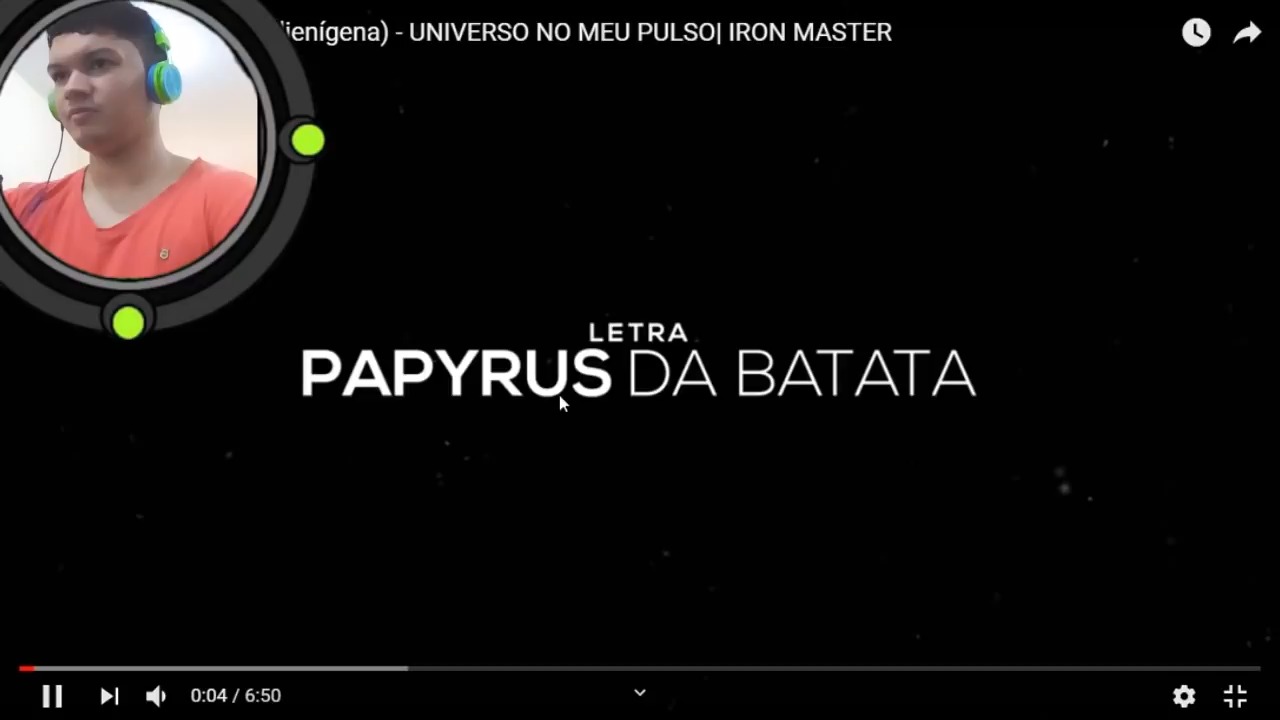 lienígena) - UNIVERSO NO MEU PULSO| IRON MASTER
LETRA
PAPYRUS DA BATATA
0:04 / 6:50